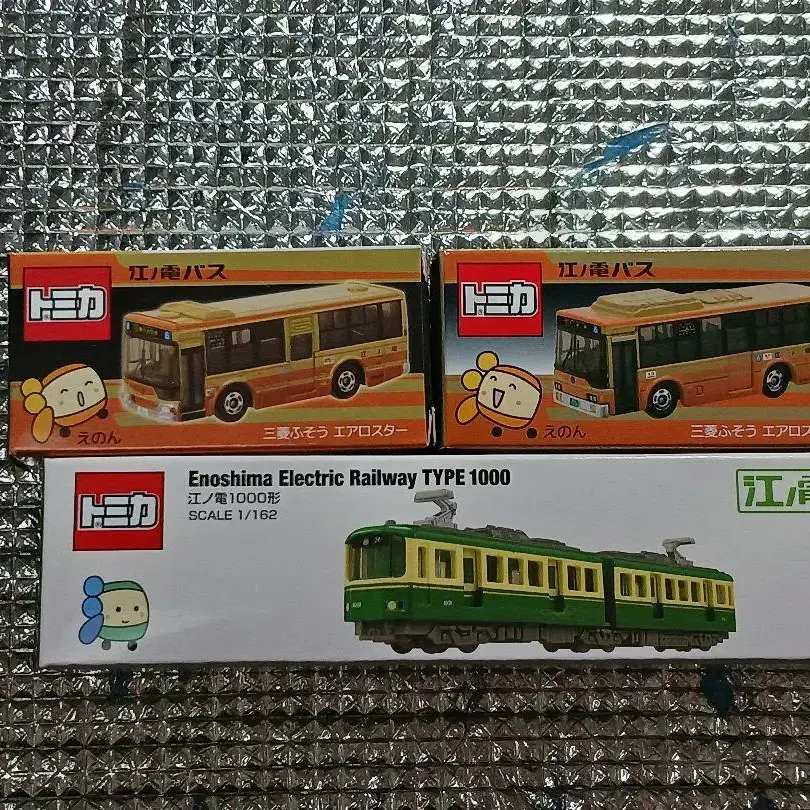 江ノ電バス
トミカ
えのん
三菱ふそう エアロスター
江ノ電バス
トミカ
えのん
三菱ふそう エアロス
Enoshima Electric Railway TYPE 1000
江ノ電1000形
SCALE 1/162
トミカ
江ノ電